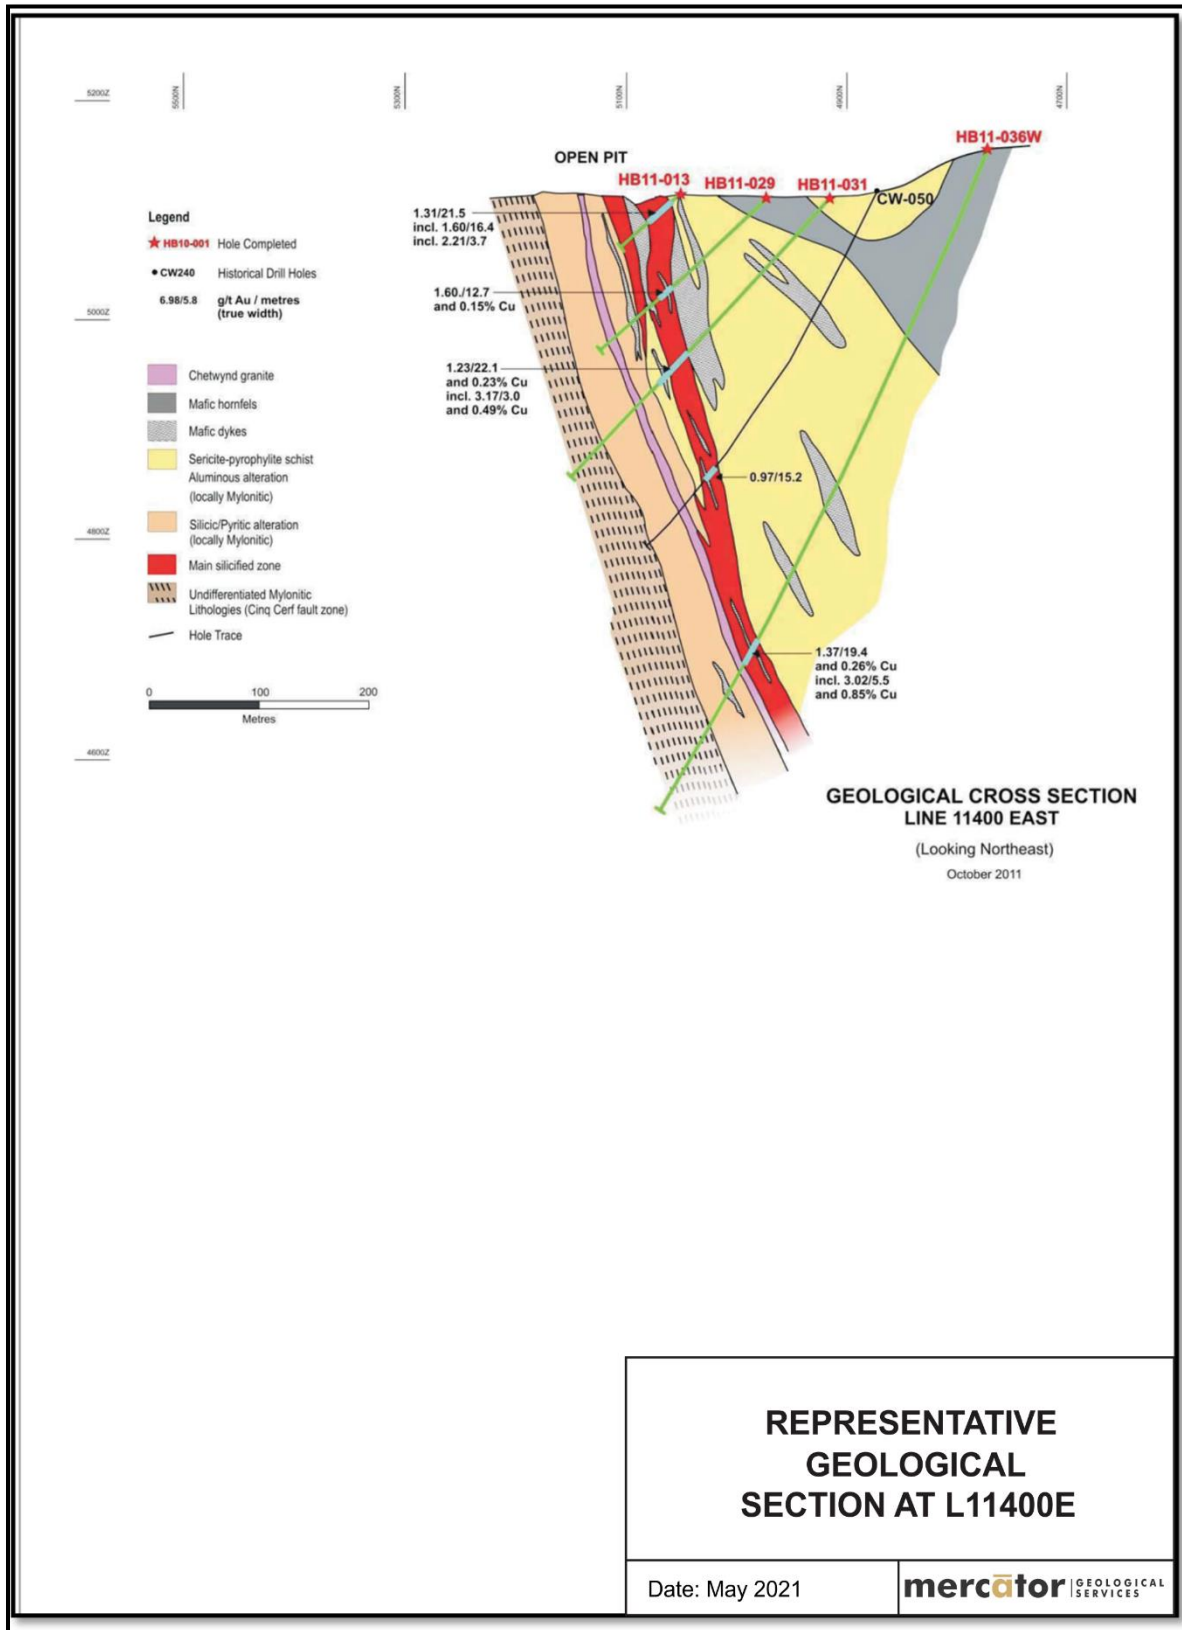 5200Z
5500N
5300N
5100N
4900N
4700N
OPEN PIT
HB11-013
HB11-029
HB11-031
HB11-036W
CW-050
1.31/21.5
incl. 1.60/16.4
incl. 2.21/3.7
1.60./12.7
and 0.15% Cu
1.23/22.1
and 0.23% Cu
incl. 3.17/3.0
and 0.49% Cu
0.97/15.2
1.37/19.4
and 0.26% Cu
incl. 3.02/5.5
and 0.85% Cu
5000Z
4800Z
4600Z
Legend
HB10-001 Hole Completed
CW240 Historical Drill Holes
6.98/5.8 g/t Au / metres
(true width)
Chetwynd granite
Mafic hornfels
Mafic dykes
Sericite-pyrophylite schist
Aluminous alteration
(locally Mylonitic)
Silicic/Pyritic alteration
(locally Mylonitic)
Main silicified zone
Undifferentiated Mylonitic
Lithologies (Cinq Cerf fault zone)
Hole Trace
0 100 200
Metres
GEOLOGICAL CROSS SECTION
LINE 11400 EAST
(Looking Northeast)
October 2011
REPRESENTATIVE
GEOLOGICAL
SECTION AT L11400E
Date: May 2021
mercātor GEOLOGICAL
SERVICES